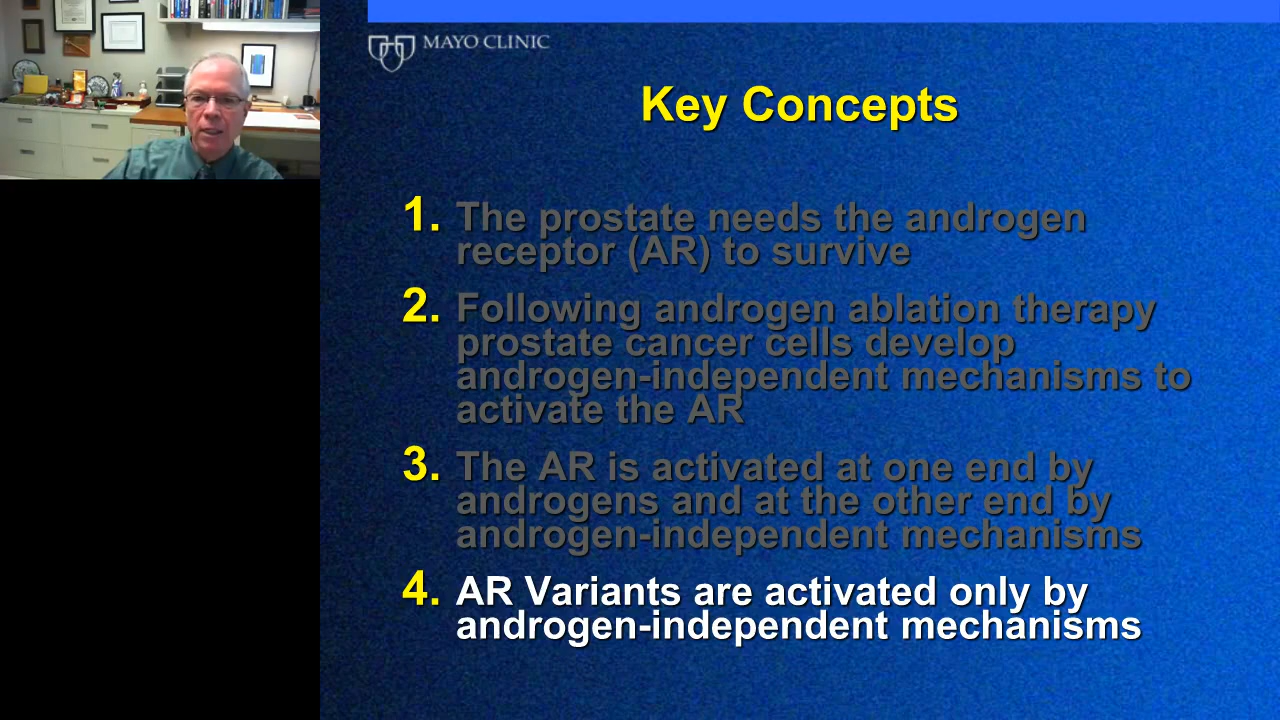 MAYO CLINIC
Key Concepts
1. The prostate needs the androgen
receptor (AR) to survive
2. Following androgen ablation therapy
prostate cancer cells develop
androgen-independent mechanisms to
activate the AR
3. The AR is activated at one end by
androgens and at the other end by
androgen-independent mechanisms
4. AR Variants are activated only by
androgen-independent mechanisms